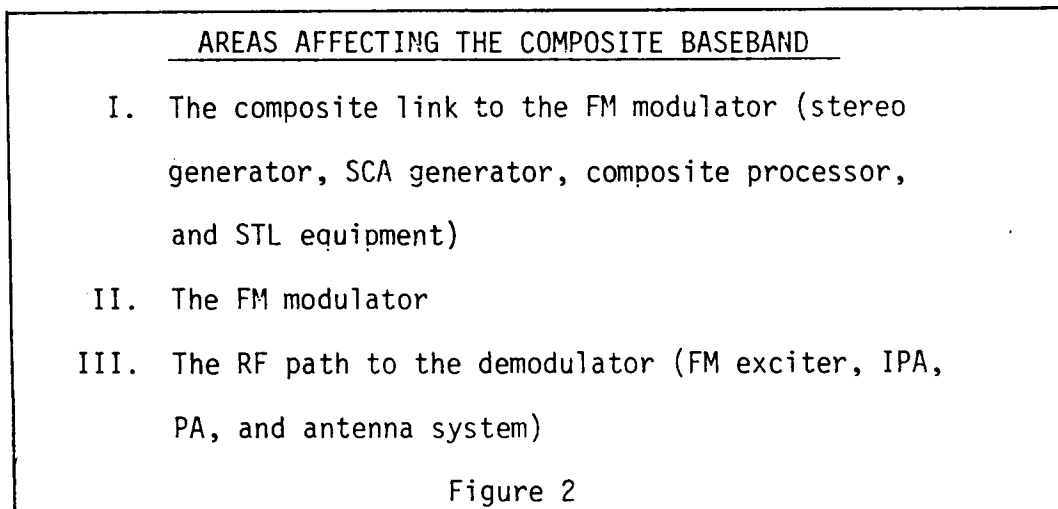 AREAS AFFECTING THE COMPOSITE BASEBAND
I. The composite link to the FM modulator (stereo
generator, SCA generator, composite processor,
and STL equipment)
II. The FM modulator
III. The RF path to the demodulator (FM exciter, IPA,
PA, and antenna system)
Figure 2